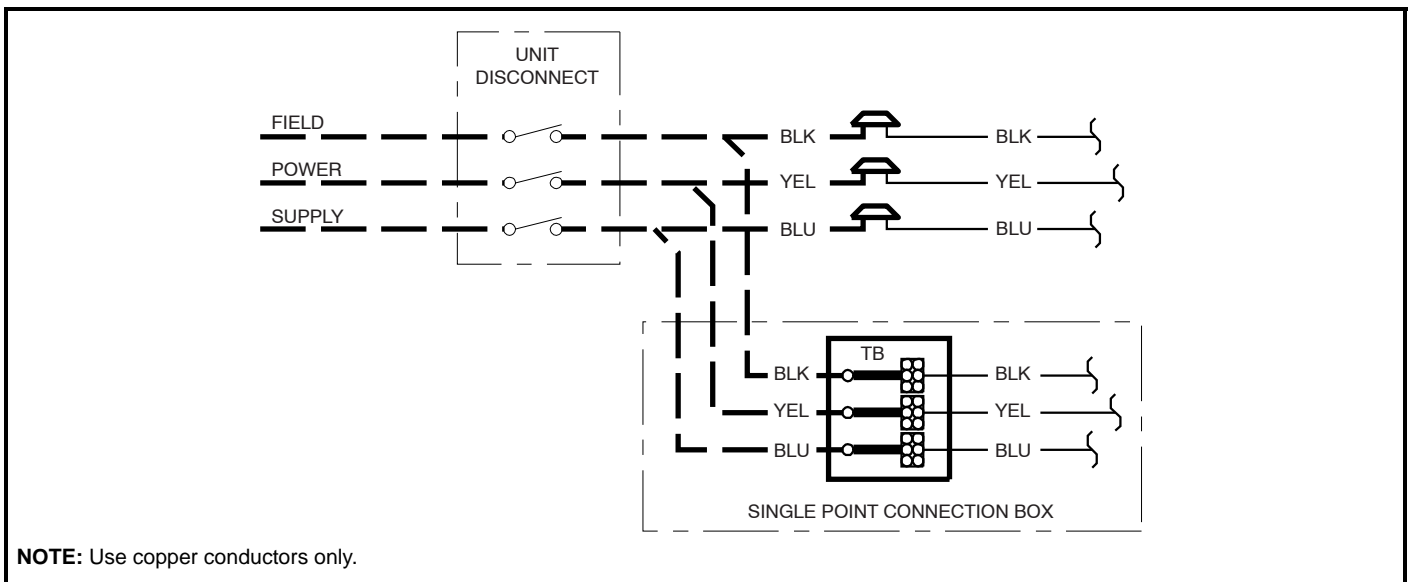 UNIT
DISCONNECT
FIELD
BLK
BLK
POWER
YEL
YEL
SUPPLY
BLU
BLU
TB
BLK
BLK
YEL
YEL
BLU
BLU
SINGLE POINT CONNECTION BOX
NOTE: Use copper conductors only.